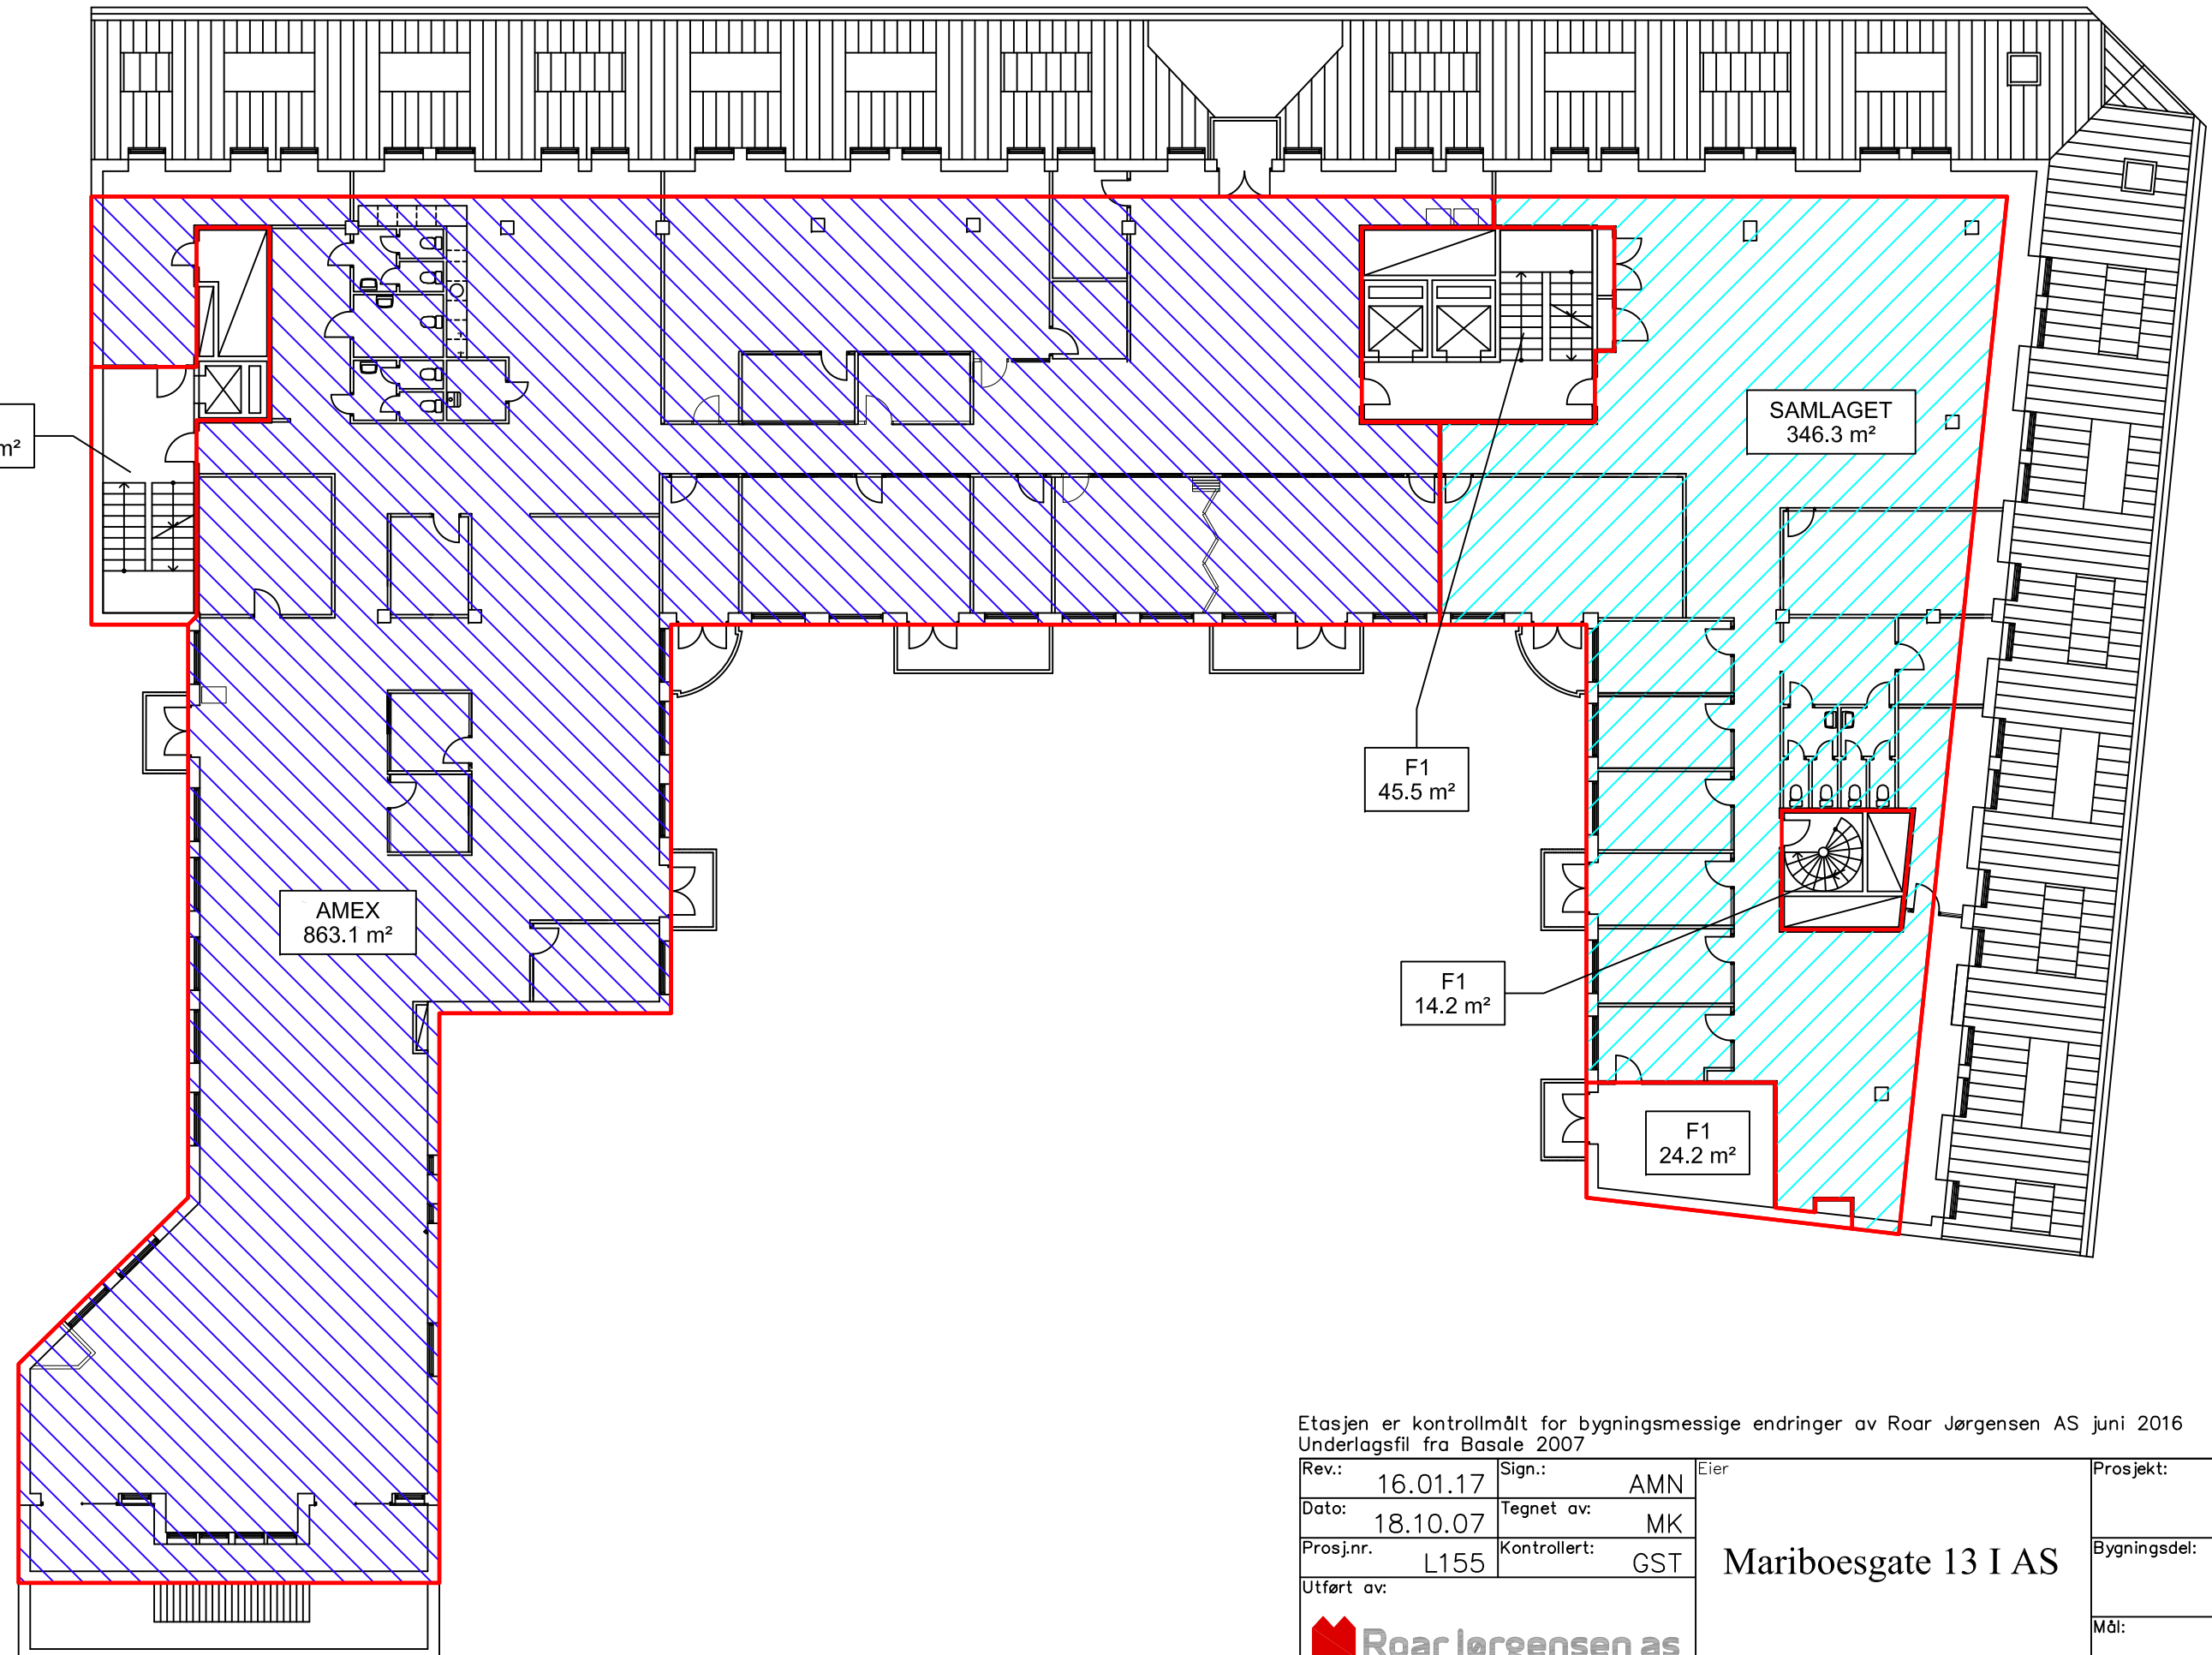 m²
SAMLAGET
346.3 m²
F1
45.5 m²
AMEX
863.1 m²
F1
14.2 m²
F1
24.2 m²
Etasjen er kontrollmålt for bygningsmessige endringer av Roar Jørgensen AS juni 2016
Underlagsfil fra Basale 2007
Rev.: 16.01.17 Sign.: AMN Eier Prosjekt:
Dato: 18.10.07 Tegnet av: MK
Prosj.nr. L155 Kontrollert: GST Mariboesgate 13 I AS Bygningsdel:
Utført av:
Mål:
Roar Jørgensen as